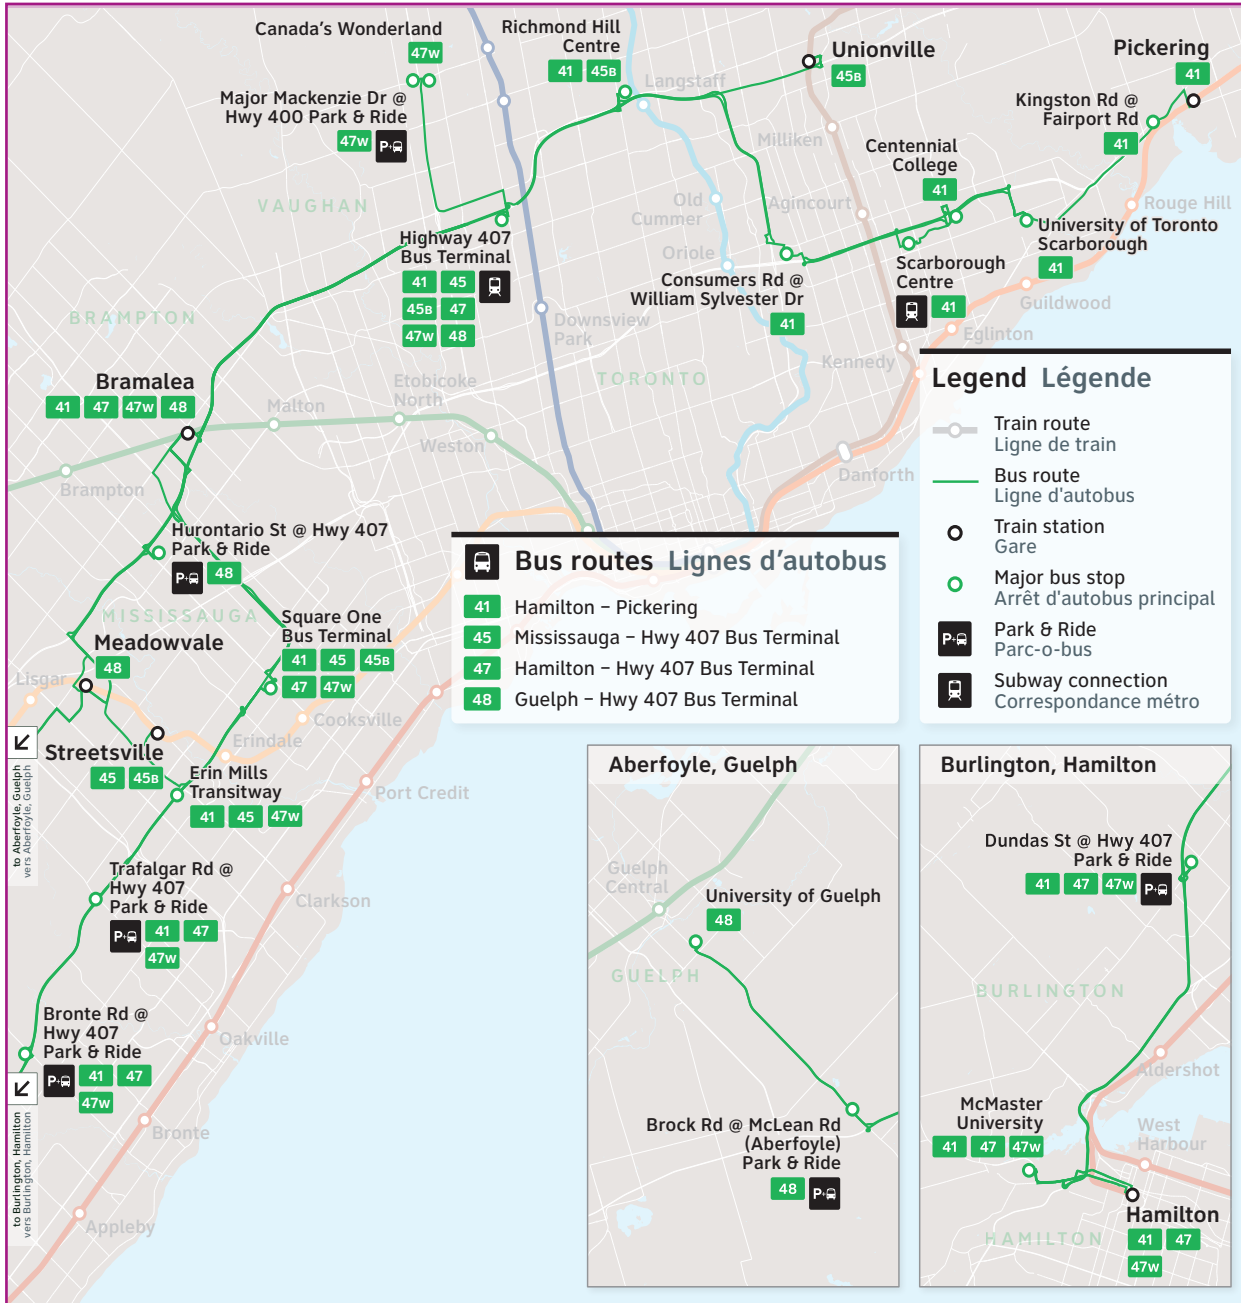 Canada's Wonderland
47W
Major Mackenzie Dr @
Hwy 400 Park & Ride
47W
P+
Richmond Hill
Centre
41 45B
Langstaff
Unionville
45B
Pickering
41
Kingston Rd @
Fairport Rd
41
Milliken
Centennial
College
41
VAUGHAN
Old
Cummer
Agincourt
Rouge Hill
Highway 407
Bus Terminal
41 45
45B 47
47W 48
Oriole
Consumers Rd @
William Sylvester Dr
41
Scarborough
Centre
41
University of Toronto
Scarborough
41
Guildwood
Eglinton
BRAMPTON
Downsview
Park
Kennedy
TORONTO
Bramalea
41 47 47W 48
Malton
Etobicoke
North
Weston
Brampton
Danforth
Legend Légende
Train route
Ligne de train
Bus route
Ligne d'autobus
Train station
Gare
Major bus stop
Arrêt d'autobus principal
P+
Park & Ride
Parc-o-bus
Subway connection
Correspondance métro
Bus routes Lignes d'autobus
41 Hamilton – Pickering
45 Mississauga – Hwy 407 Bus Terminal
47 Hamilton – Hwy 407 Bus Terminal
48 Guelph – Hwy 407 Bus Terminal
Hurontario St @ Hwy 407
Park & Ride
P+ 48
MISSISSAUGA
Meadowvale
48
Lisgar
Square One
Bus Terminal
41 45 45B
47 47W
Cooksville
Erindale
Streetsville
45 45B
Erin Mills
Transitway
41 45 47W
Port Credit
to Aberfoyle, Guelph
vers Aberfoyle, Guelph
Trafalgar Rd @
Hwy 407
Park & Ride
P+ 41 47
47W
Clarkson
Bronte Rd @
Hwy 407
Park & Ride
P+ 41 47
47W
Oakville
Bronte
Appleby
to Burlington, Hamilton
vers Burlington, Hamilton
Aberfoyle, Guelph
Guelph
Central
University of Guelph
48
GUELPH
Brock Rd @ McLean Rd
(Aberfoyle)
Park & Ride
48 P+
Burlington, Hamilton
Dundas St @ Hwy 407
Park & Ride
41 47 47W P+
BURLINGTON
Aldershot
McMaster
University
41 47 47W
West
Harbour
Hamilton
41 47
47W
HAMILTON